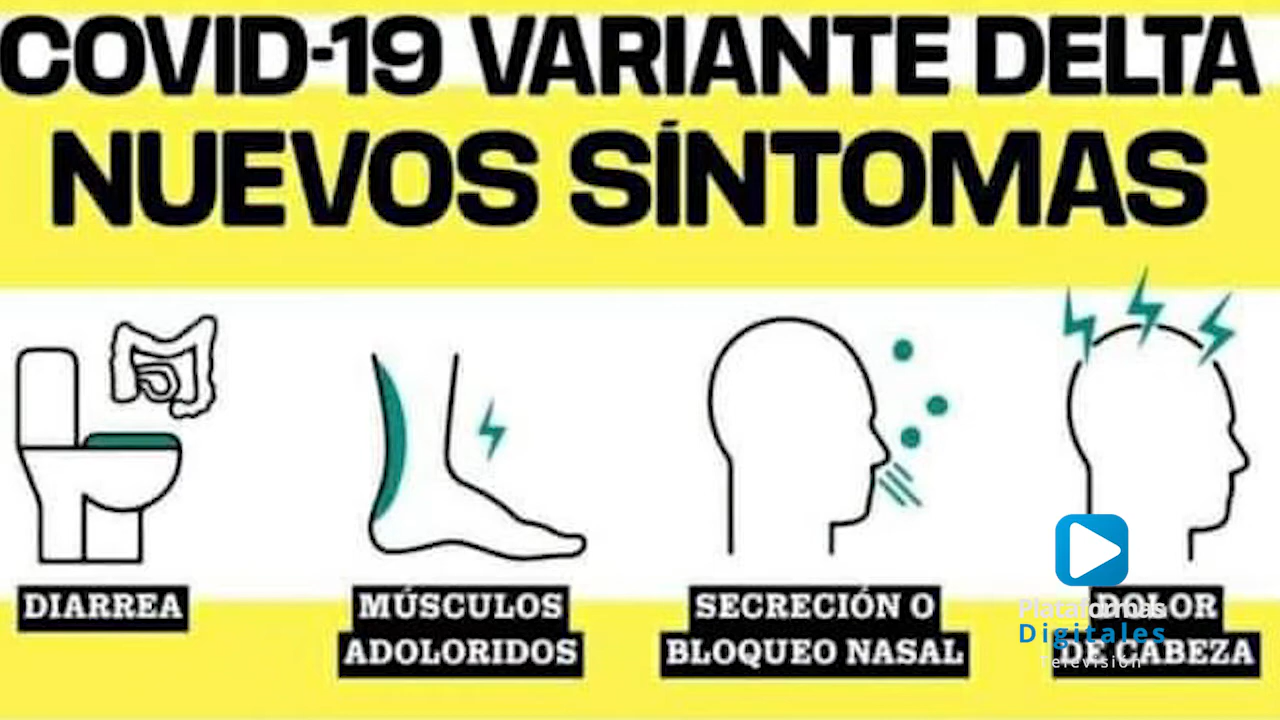 COVID-19 VARIANTE DELTA
NUEVOS SÍNTOMAS
DIARREA
MÚSCULOS
ADOLORIDOS
SECRECIÓN O
BLOQUEO NASAL
DOLOR
DE CABEZA
Plataformas
Digitales
Televisión